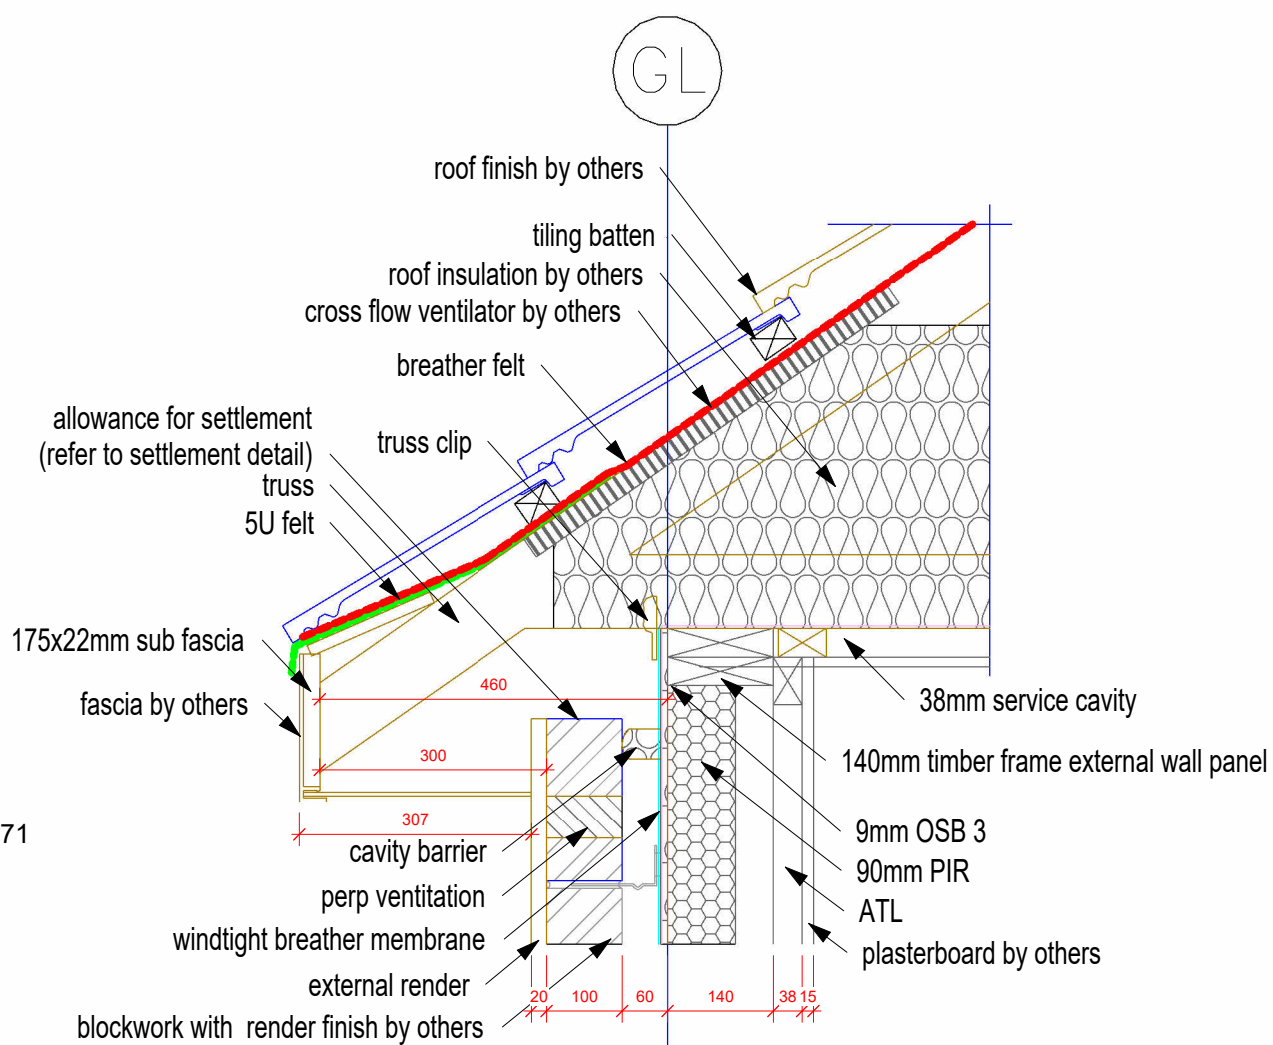 GL
roof finish by others
tiling batten
roof insulation by others
cross flow ventilator by others
breather felt
allowance for settlement
(refer to settlement detail)
truss clip
truss
5U felt
175x22mm sub fascia
fascia by others
460
38mm service cavity
300
140mm timber frame external wall panel
307
71
9mm OSB 3
cavity barrier
90mm PIR
perp ventitation
ATL
windtight breather membrane
plasterboard by others
external render
20 100 60 140 38 15
blockwork with render finish by others